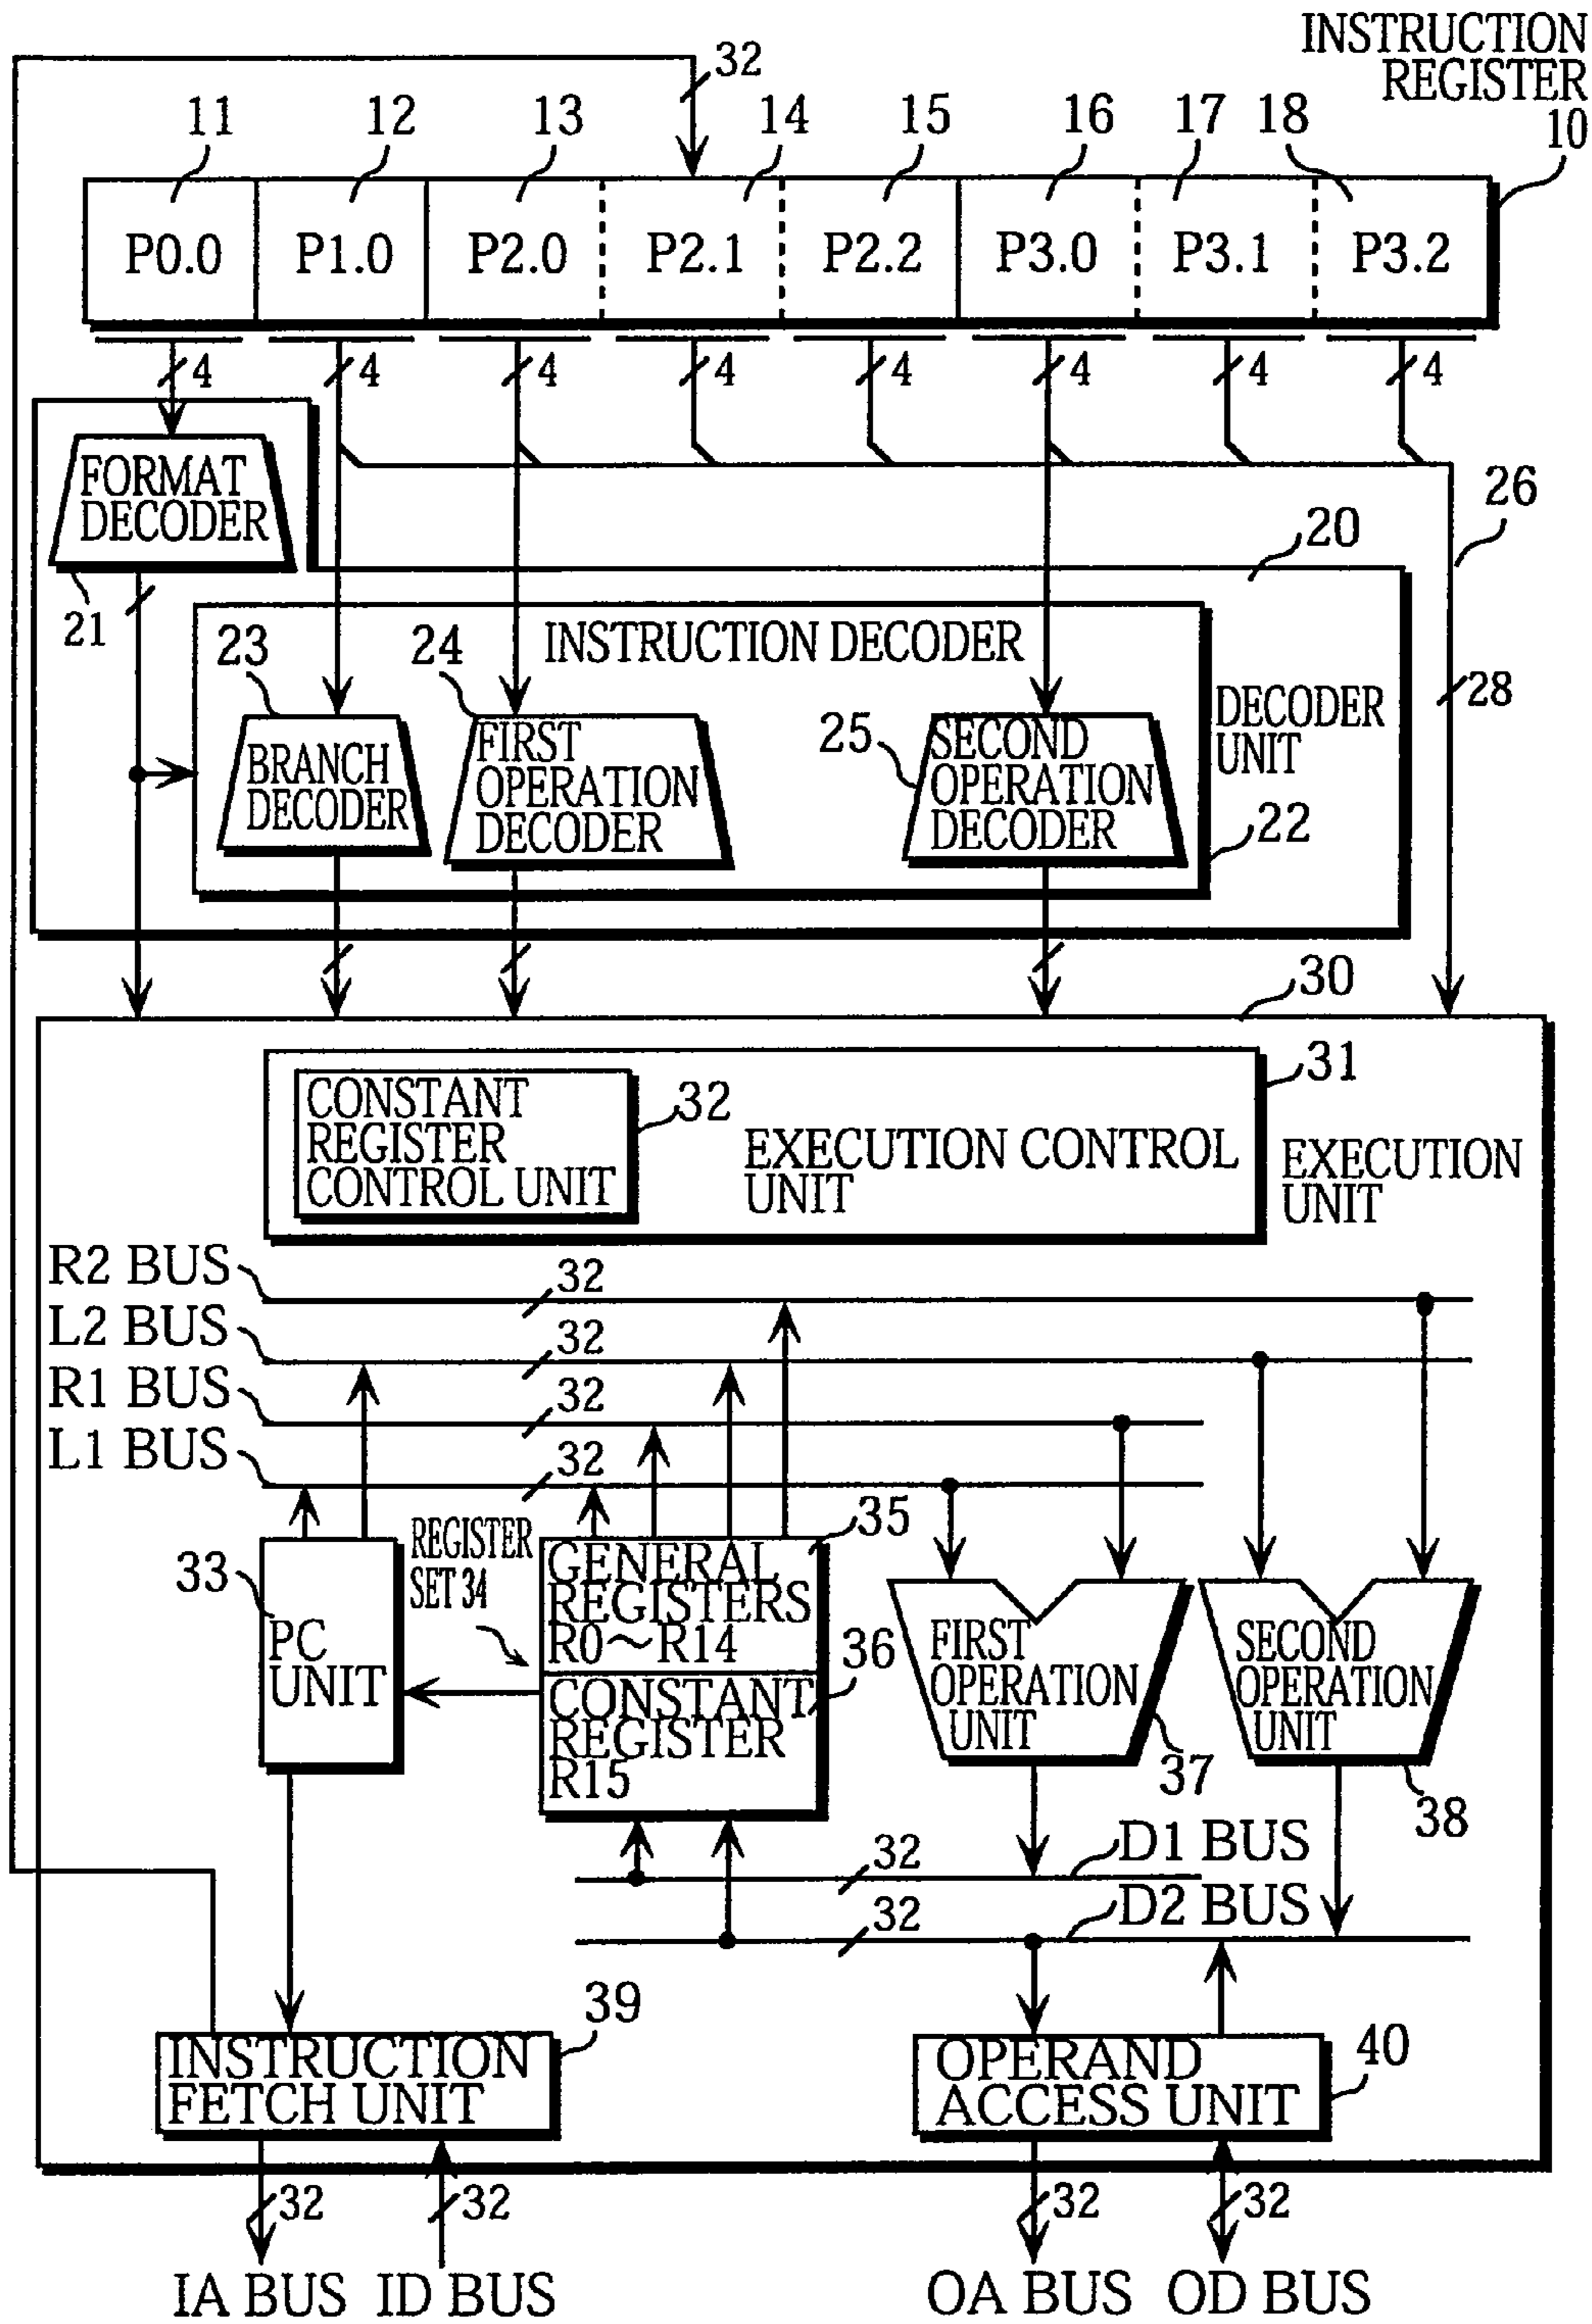 INSTRUCTION
REGISTER
10
32
11
12
13
14
15
16
17
18
P0.0
P1.0
P2.0
P2.1
P2.2
P3.0
P3.1
P3.2
4
4
4
4
4
4
4
4
FORMAT
DECODER
21
26
20
28
INSTRUCTION DECODER
DECODER
UNIT
22
23
BRANCH
DECODER
24
FIRST
OPERATION
DECODER
25
SECOND
OPERATION
DECODER
30
31
CONSTANT
REGISTER
CONTROL UNIT
32
EXECUTION CONTROL
UNIT
EXECUTION
UNIT
R2 BUS
32
L2 BUS
32
R1 BUS
32
L1 BUS
32
33
PC
UNIT
REGISTER
SET 34
35
GENERAL
REGISTERS
R0~R14
36
CONSTANT
REGISTER
R15
FIRST
OPERATION
UNIT
37
SECOND
OPERATION
UNIT
38
32
D1 BUS
32
D2 BUS
39
INSTRUCTION
FETCH UNIT
40
OPERAND
ACCESS UNIT
32
32
32
32
IA BUS
ID BUS
OA BUS
OD BUS